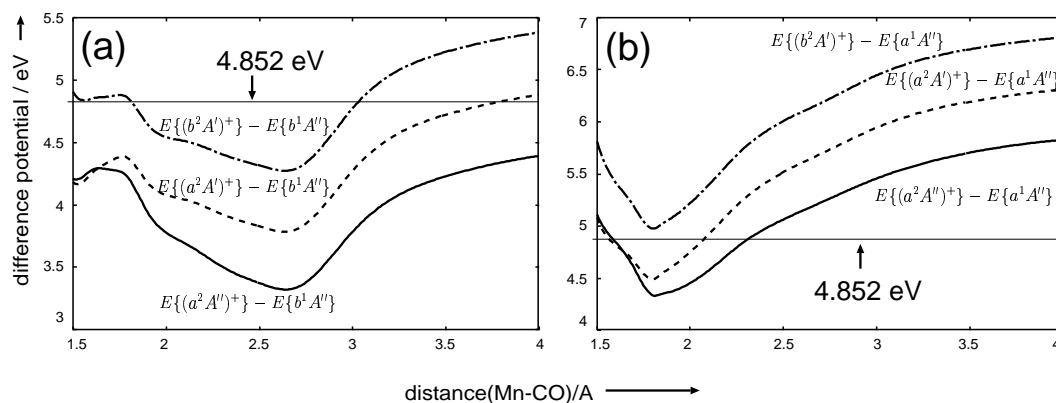 difference potential / eV
(a)
5.5
5
4.5
4
3.5
3
4.852 eV
E{(b²A′)⁺} − E{b¹A″}
E{(a²A′)⁺} − E{b¹A″}
E{(a²A″)⁺} − E{b¹A″}
1.5 2 2.5 3 3.5 4
(b)
7
6.5
6
5.5
5
4.5
4
E{(b²A′)⁺} − E{a¹A″}
E{(a²A′)⁺} − E{a¹A″}
E{(a²A″)⁺} − E{a¹A″}
4.852 eV
1.5 2 2.5 3 3.5 4
distance(Mn-CO)/A